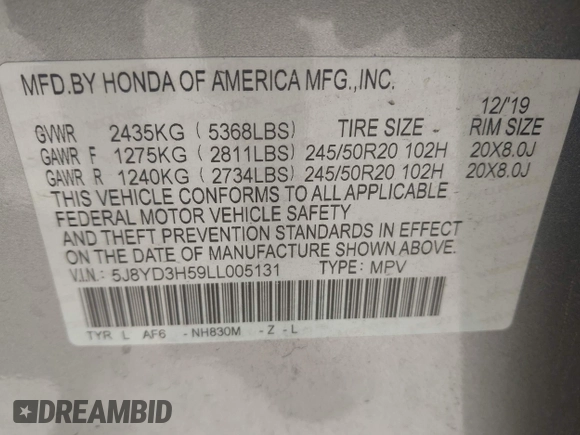 MFD.BY HONDA OF AMERICA MFG.,INC.
12/'19
GVWR 2435KG ( 5368LBS) TIRE SIZE RIM SIZE
GAWR F 1275KG ( 2811LBS) 245/50R20 102H 20X8.0J
GAWR R 1240KG ( 2734LBS) 245/50R20 102H 20X8.0J
THIS VEHICLE CONFORMS TO ALL APPLICABLE
FEDERAL MOTOR VEHICLE SAFETY
AND THEFT PREVENTION STANDARDS IN EFFECT
ON THE DATE OF MANUFACTURE SHOWN ABOVE.
V.I.N.: 5J8YD3H59LL005131 TYPE: MPV
TYR L AF6 -NH830M -Z-L
DREAMBID